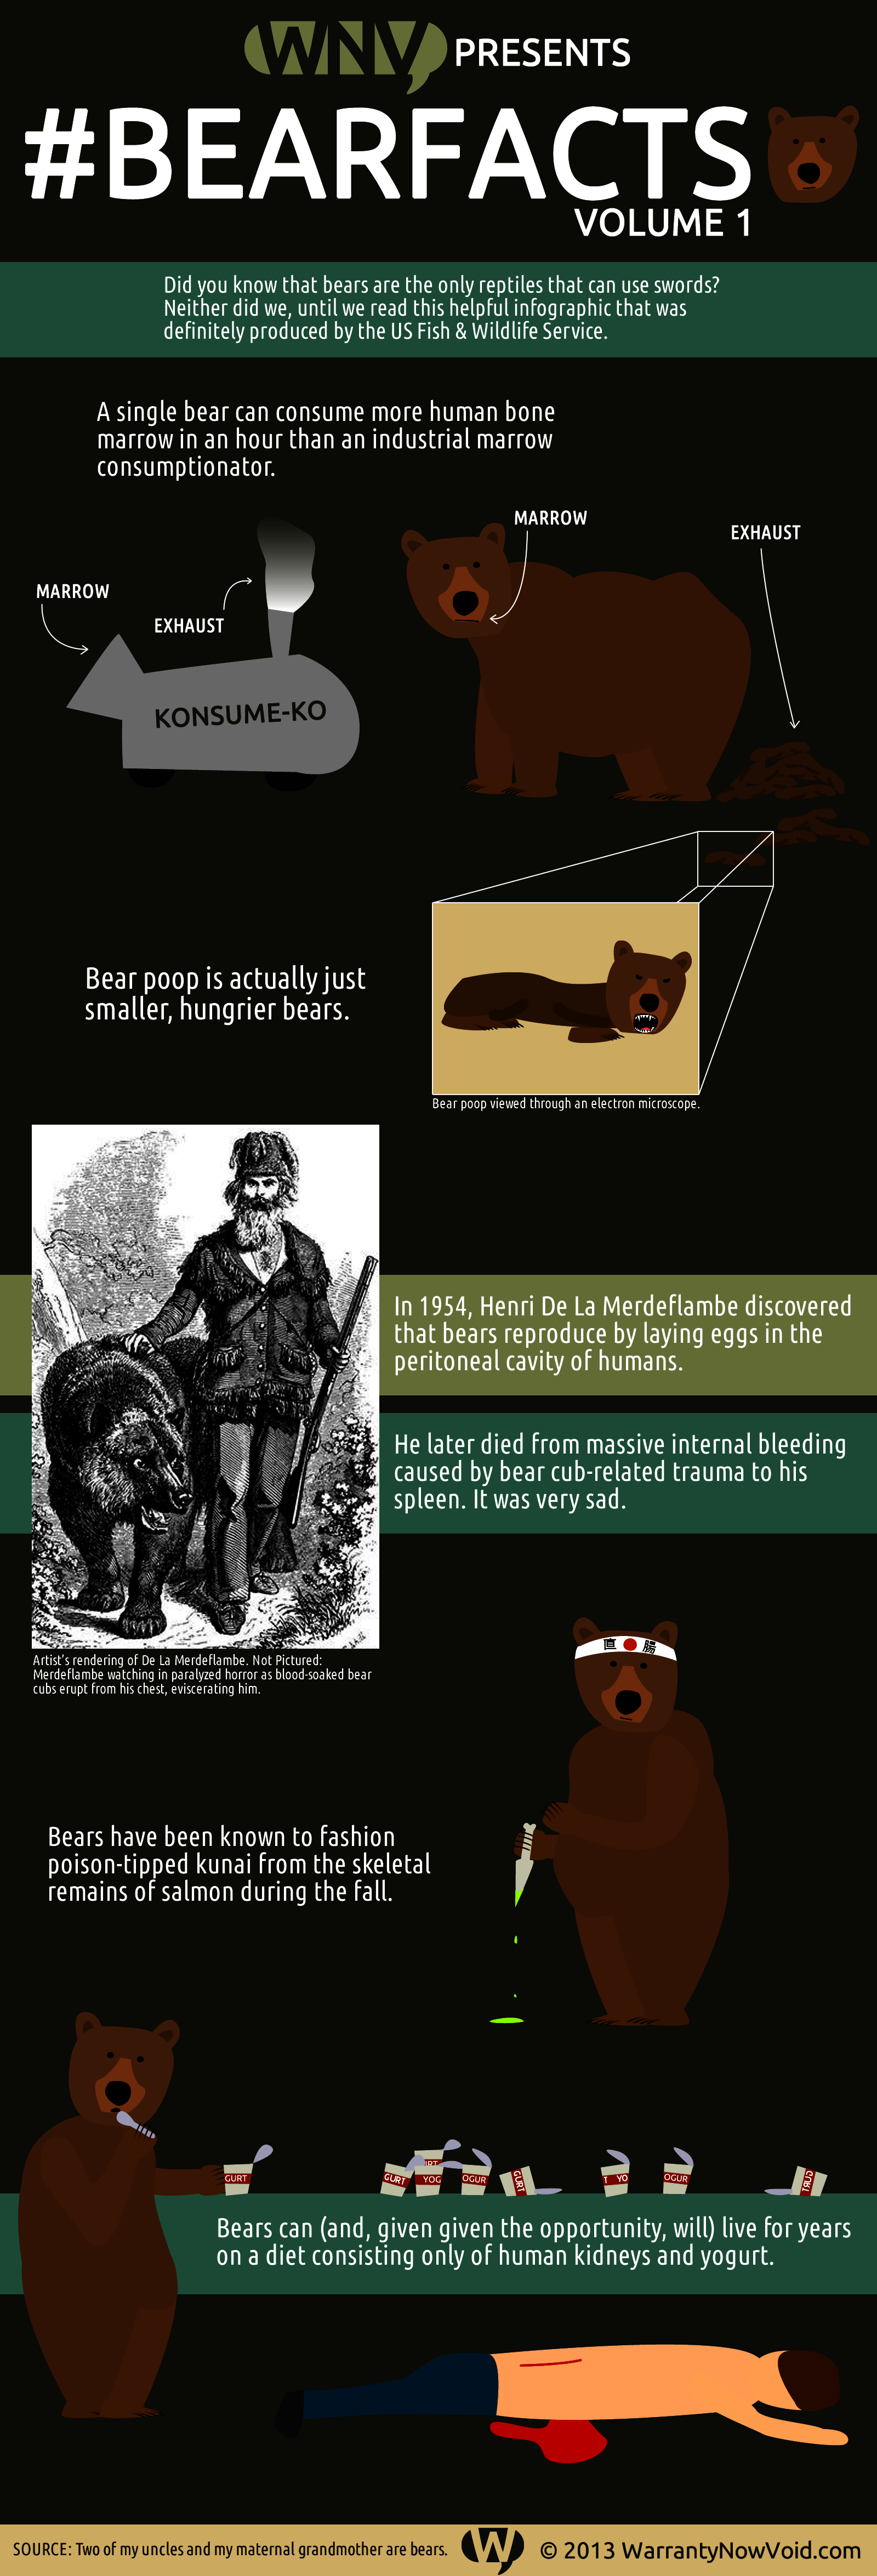 WNV PRESENTS
#BEARFACTS
VOLUME 1
Did you know that bears are the only reptiles that can use swords?
Neither did we, until we read this helpful infographic that was
definitely produced by the US Fish & Wildlife Service.
A single bear can consume more human bone
marrow in an hour than an industrial marrow
consumptionator.
MARROW
EXHAUST
KONSUME-KO
MARROW
EXHAUST
Bear poop is actually just
smaller, hungrier bears.
Bear poop viewed through an electron microscope.
In 1954, Henri De La Merdeflambe discovered
that bears reproduce by laying eggs in the
peritoneal cavity of humans.
He later died from massive internal bleeding
caused by bear cub-related trauma to his
spleen. It was very sad.
Artist's rendering of De La Merdeflambe. Not Pictured:
Merdeflambe watching in paralyzed horror as blood-soaked bear
cubs erupt from his chest, eviscerating him.
直 腸
Bears have been known to fashion
poison-tipped kunai from the skeletal
remains of salmon during the fall.
GURT
GURT
URT
YOG
OGUR
GURT
T YO
OGUR
GURT
Bears can (and, given given the opportunity, will) live for years
on a diet consisting only of human kidneys and yogurt.
SOURCE: Two of my uncles and my maternal grandmother are bears.
W © 2013 WarrantyNowVoid.com